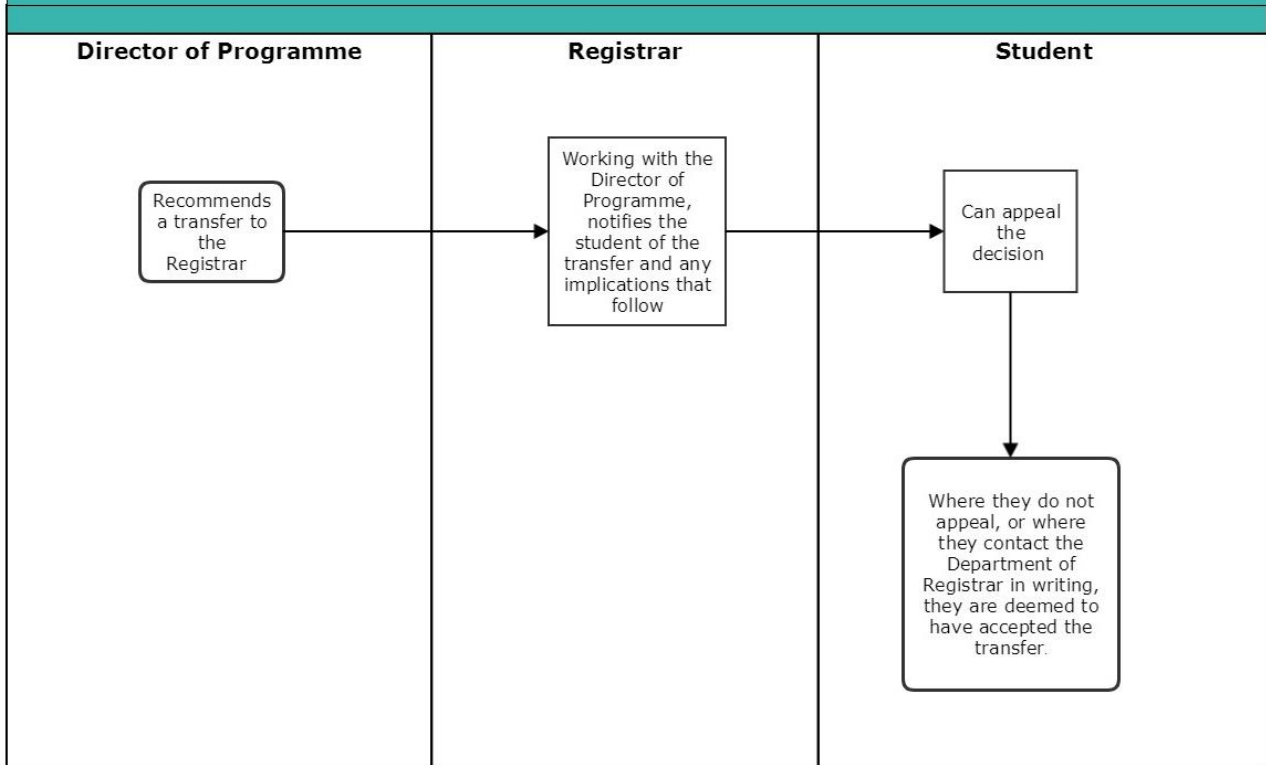 Director of Programme
Registrar
Student
Recommends
a transfer to
the
Registrar
Working with the
Director of
Programme,
notifies the
student of the
transfer and any
implications that
follow
Can appeal
the
decision
Where they do not
appeal, or where
they contact the
Department of
Registrar in writing,
they are deemed to
have accepted the
transfer.